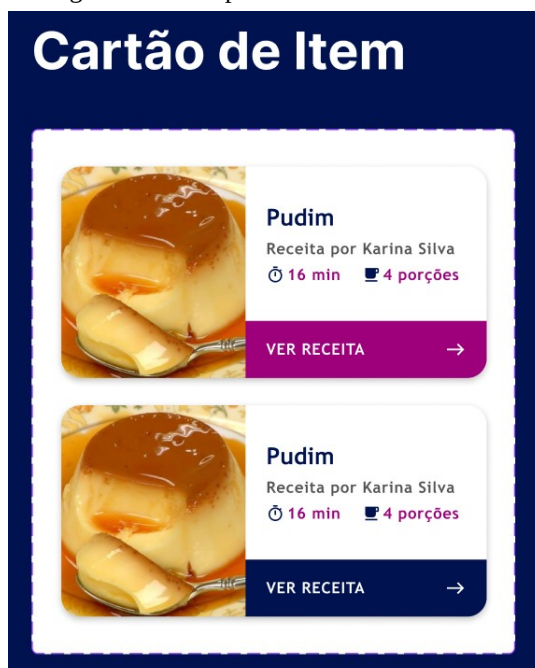 Cartão de Item
Pudim
Receita por Karina Silva
16 min 4 porções
VER RECEITA →
Pudim
Receita por Karina Silva
16 min 4 porções
VER RECEITA →